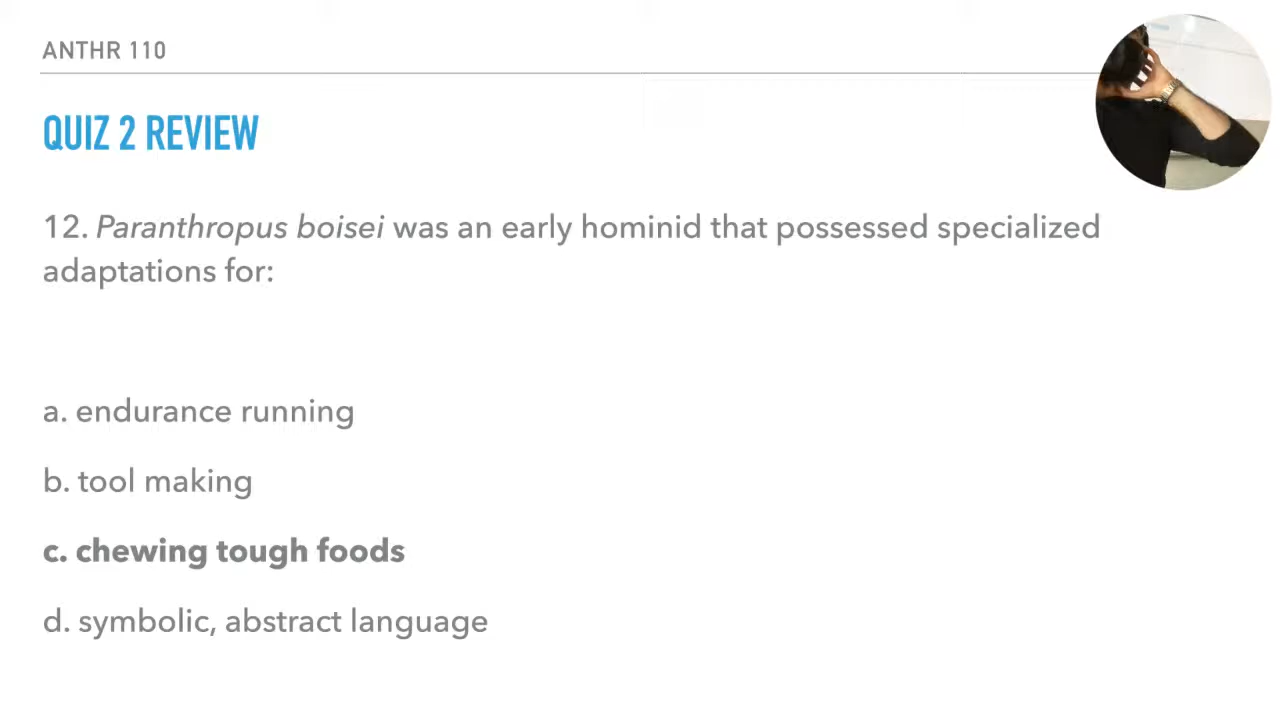 ANTHR 110
QUIZ 2 REVIEW
12. Paranthropus boisei was an early hominid that possessed specialized
adaptations for:
a. endurance running
b. tool making
c. chewing tough foods
d. symbolic, abstract language